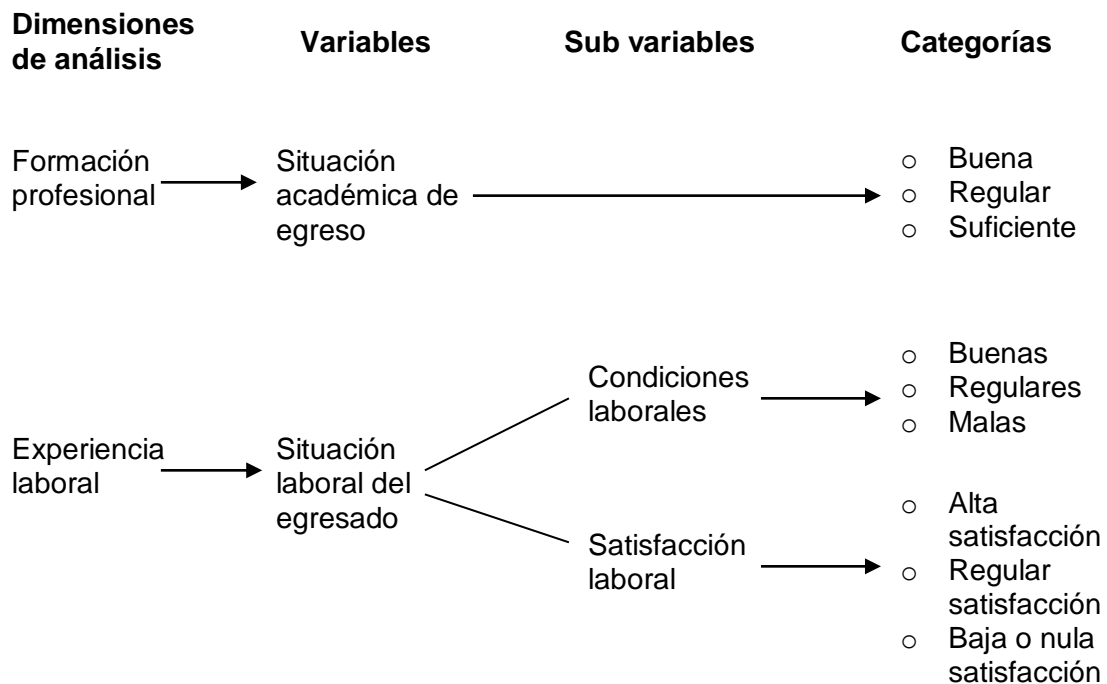 Dimensiones
de análisis
Variables
Sub variables
Categorías
Formación
profesional
Situación
académica de
egreso
o Buena
o Regular
o Suficiente
Experiencia
laboral
Situación
laboral del
egresado
Condiciones
laborales
o Buenas
o Regulares
o Malas
Satisfacción
laboral
o Alta
satisfacción
o Regular
satisfacción
o Baja o nula
satisfacción